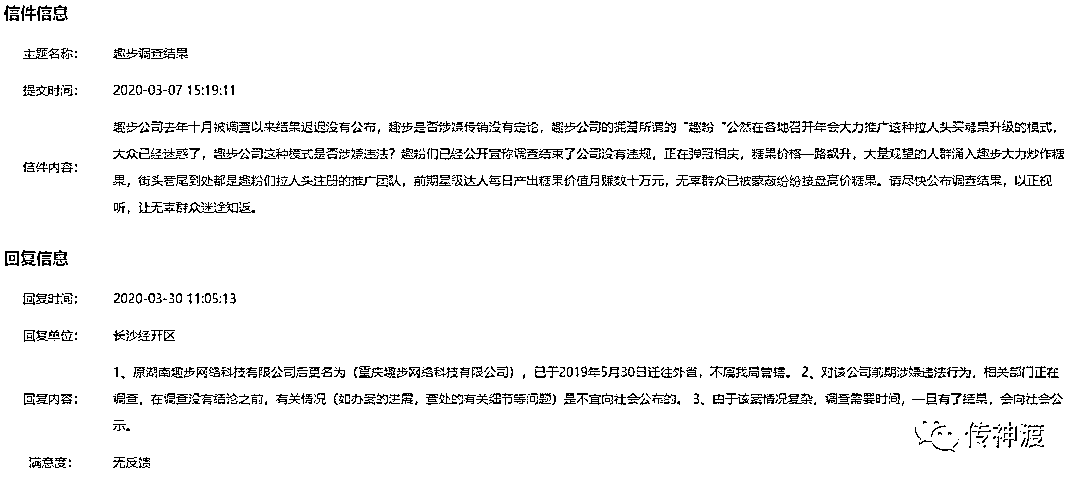 信件信息
主题名称: 趣步调查结果
提交时间: 2020-03-07 15:19:11
趣步公司去年十月被调查以来结果迟迟没有公布，趣步是否涉嫌传销没有定论，趣步公司的拥趸所谓的“趣粉”公然在各地召开年会大力推广这种拉人头买糖果升级的模式，
大众已经迷惑了，趣步公司这种模式是否涉嫌违法？趣粉们已经公开宣称调查结束了公司没有违规，正在弹冠相庆，糖果价格一路飙升，大量观望的人群涌入趣步大力炒作糖
信件内容:
果，街头巷尾到处都是趣粉们拉人头注册的推广团队，前期星级达人每日产出糖果价值月赚数十万元，无辜群众已被蒙蔽纷纷接盘高价糖果。请尽快公布调查结果，以正视
听，让无辜群众迷途知返。
回复信息
回复时间: 2020-03-30 11:05:13
回复单位: 长沙经开区
1、原湖南趣步网络科技有限公司后更名为（重庆趣步网络科技有限公司），已于2019年5月30日迁往外省，不属我局管辖。 2、对该公司前期涉嫌违法行为，相关部门正在
回复内容: 调查，在调查没有结论之前，有关情况（如办案的进展，查处的有关细节等问题）是不宜向社会公布的。 3、由于该案情况复杂，调查需要时间，一旦有了结果，会向社会公
示。
满意度: 无反馈
传神渡